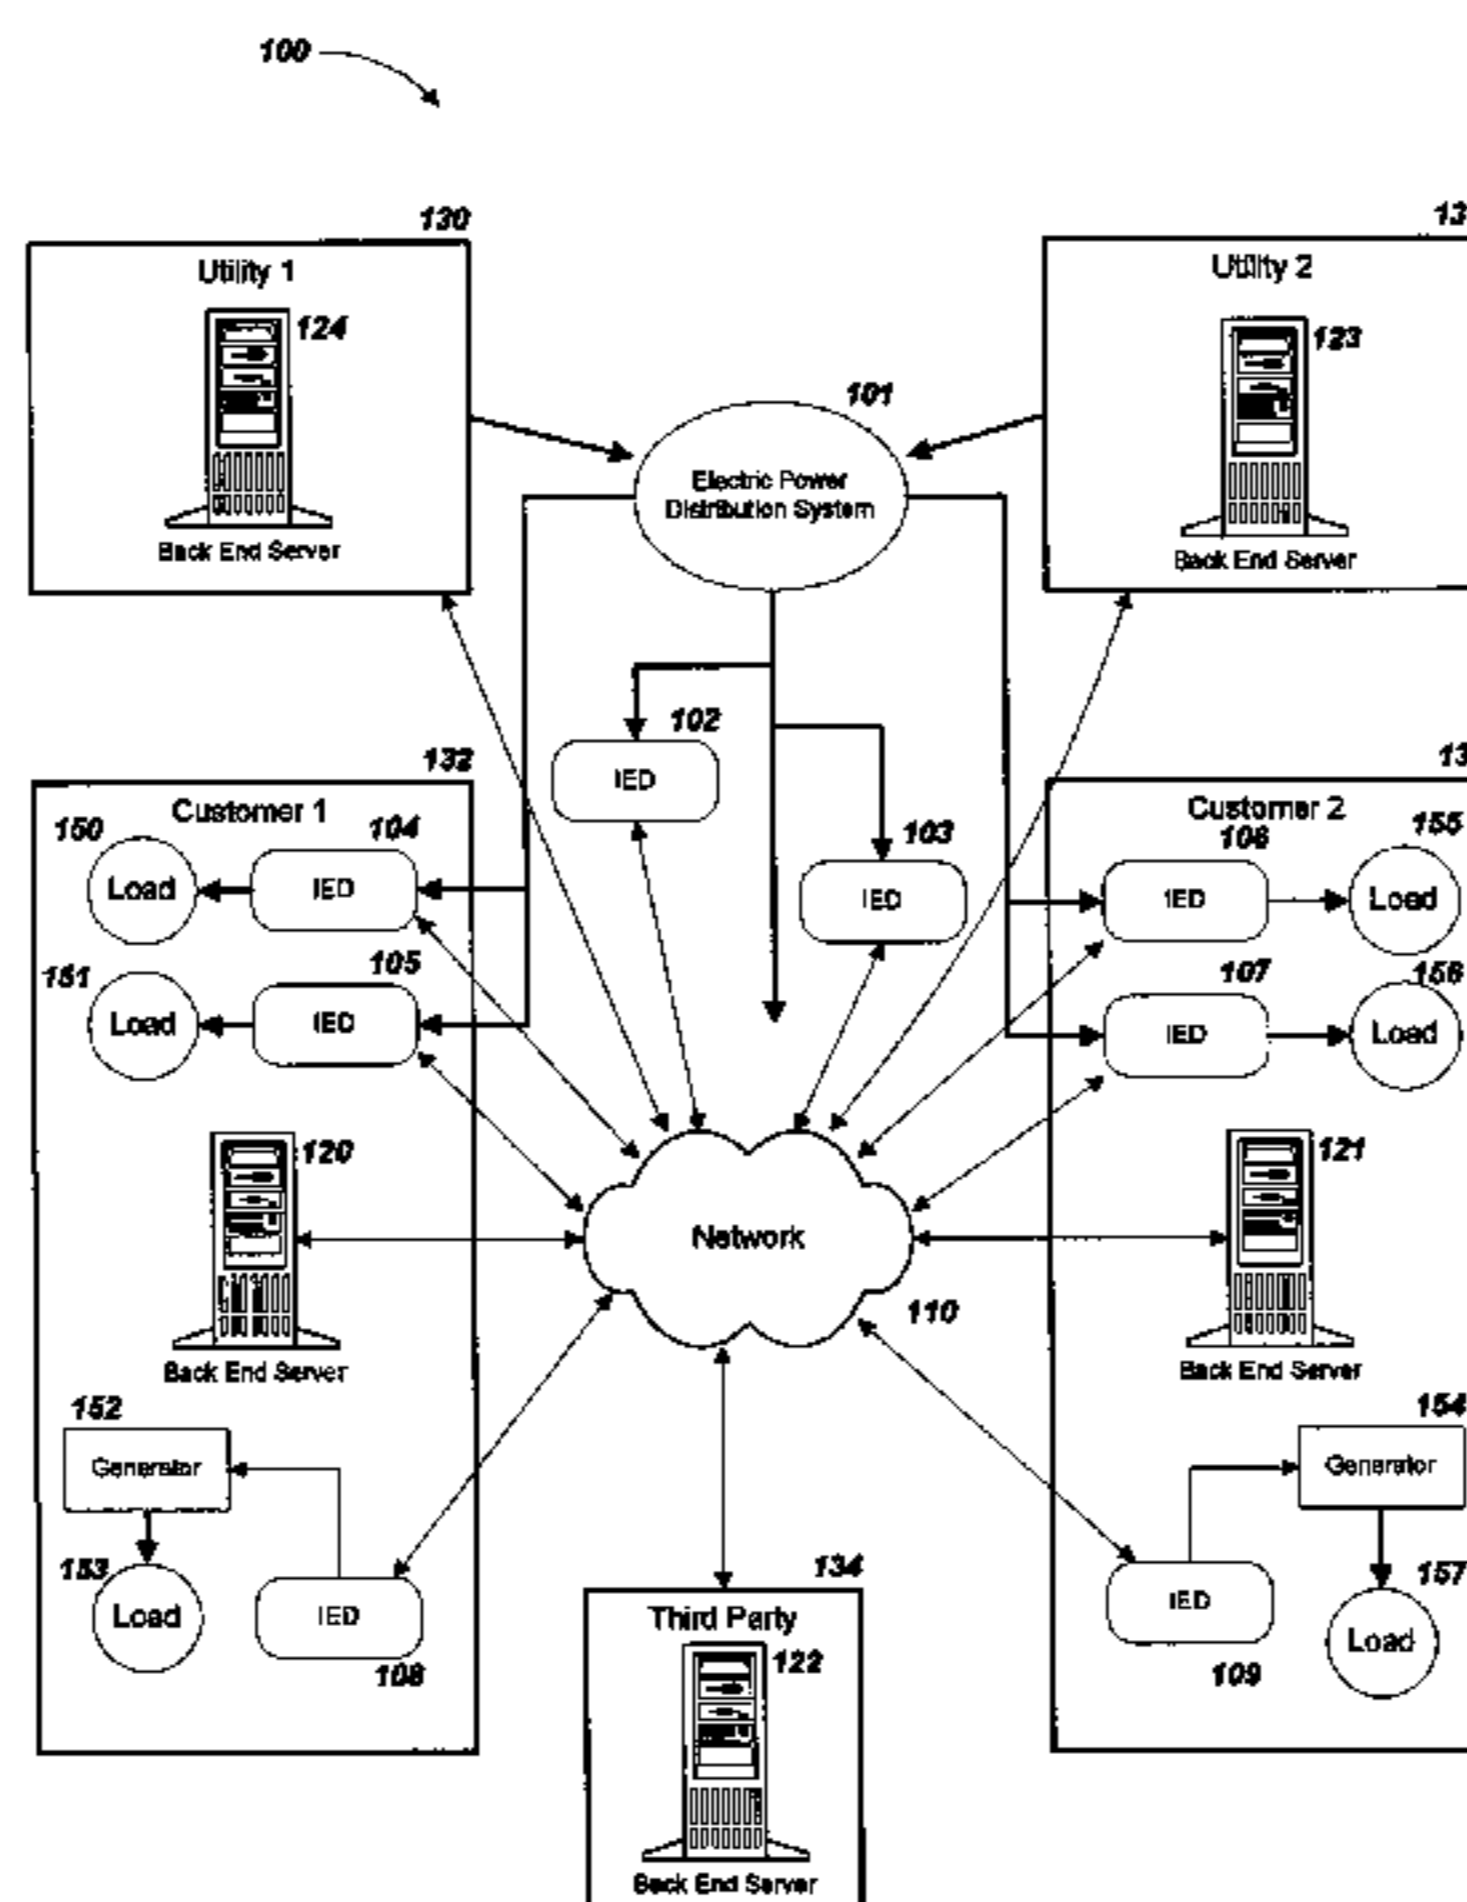 100
130
13
Utility 1
Utility 2
124
123
101
Electric Power
Distribution System
Back End Server
Back End Server
102
IED
132
13
Customer 1
Customer 2
150
104
103
106
155
Load
IED
IED
IED
Load
151
105
107
156
Load
IED
IED
Load
120
121
Network
110
Back End Server
Back End Server
152
154
Generator
Generator
153
134
157
Load
IED
Third Party
IED
Load
108
122
109
Back End Server